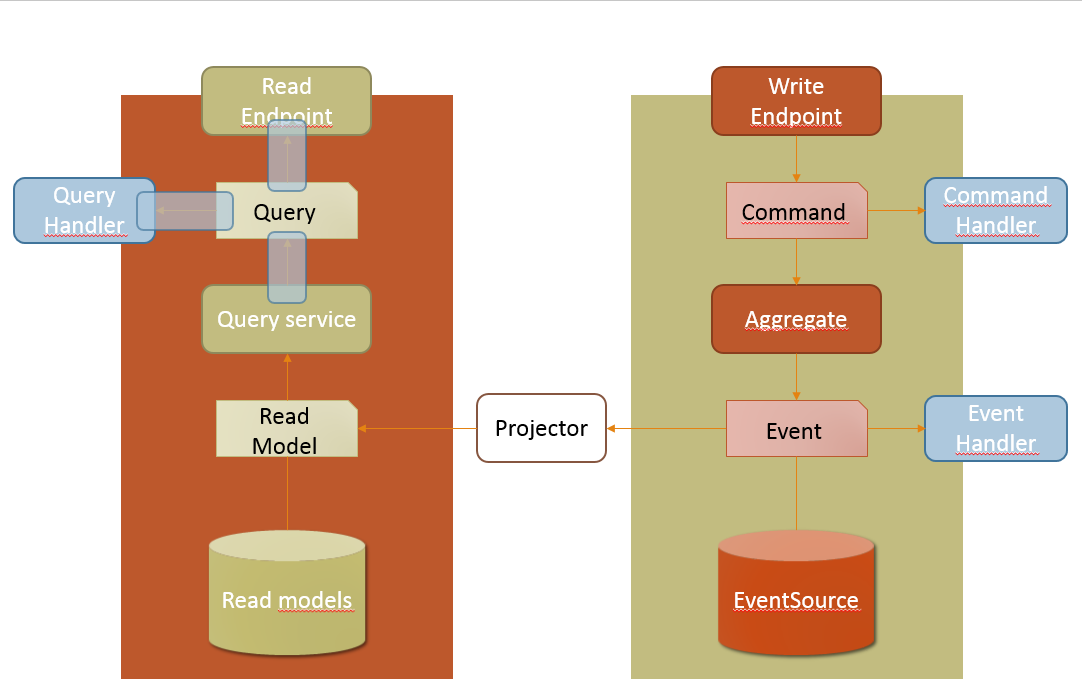 Read
Endpoint
Write
Endpoint
Query
Handler
Query
Command
Command
Handler
Query service
Aggregate
Read
Model
Projector
Event
Event
Handler
Read models
EventSource